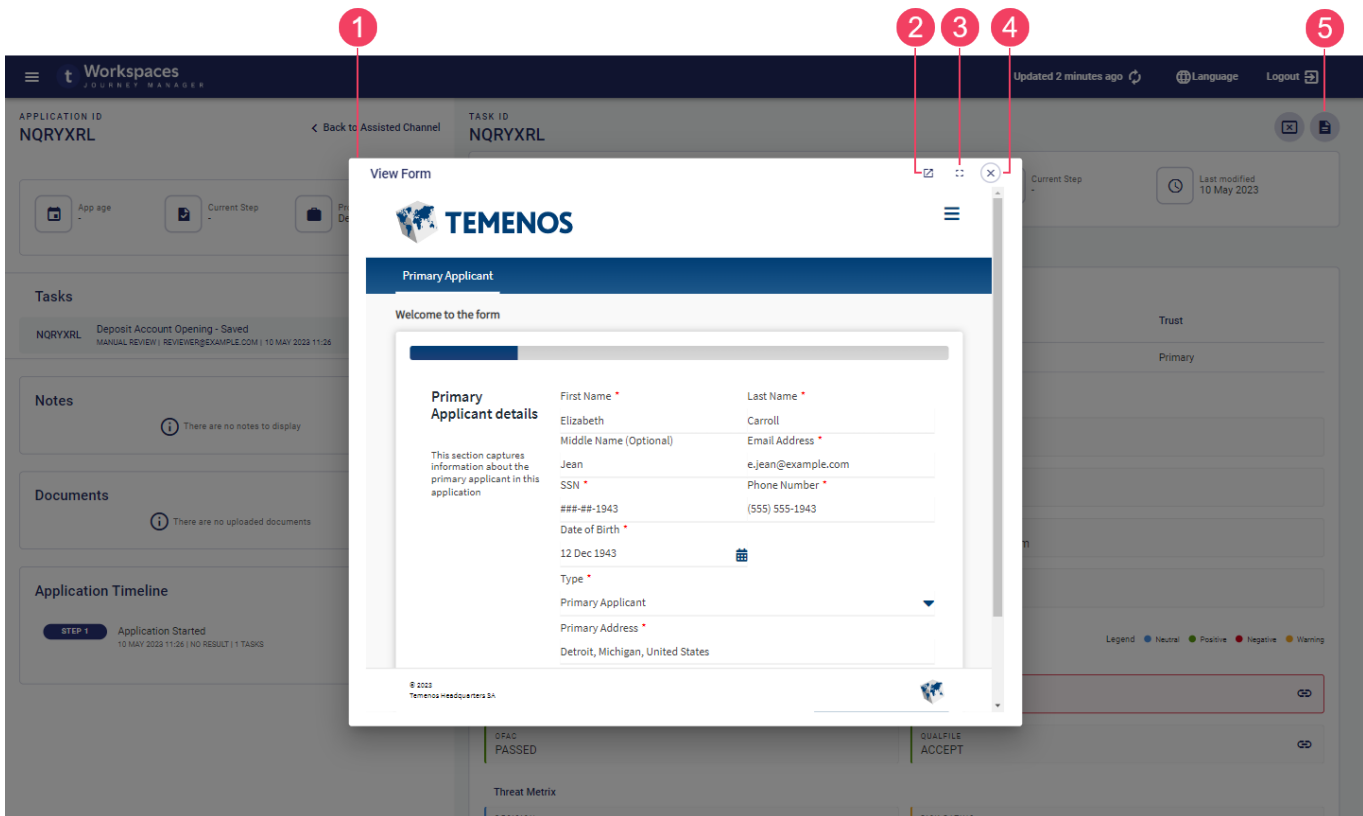 1
2
3
4
5
t Workspaces
JOURNEY MANAGER
Updated 2 minutes ago
Language
Logout
APPLICATION ID
NQRYXRL
Back to Assisted Channel
TASK ID
NQRYXRL
App age
-
Current Step
-
Current Step
-
Last modified
10 May 2023
Tasks
NQRYXRL
Deposit Account Opening - Saved
MANUAL REVIEW | REVIEWER@EXAMPLE.COM | 10 MAY 2023 11:26
Notes
There are no notes to display
Documents
There are no uploaded documents
Application Timeline
STEP 1
Application Started
10 MAY 2023 11:26 | NO RESULT | 1 TASKS
View Form
TEMENOS
Primary Applicant
Welcome to the form
Primary
Applicant details
This section captures
information about the
primary applicant in this
application
First Name *
Elizabeth
Last Name *
Carroll
Middle Name (Optional)
Jean
Email Address *
e.jean@example.com
SSN *
###-##-1943
Phone Number *
(555) 555-1943
Date of Birth *
12 Dec 1943
Type *
Primary Applicant
Primary Address *
Detroit, Michigan, United States
© 2023
Temenos Headquarters SA
Trust
Primary
Legend Neutral Positive Negative Warning
OFAC
PASSED
QUALFILE
ACCEPT
Threat Metrix